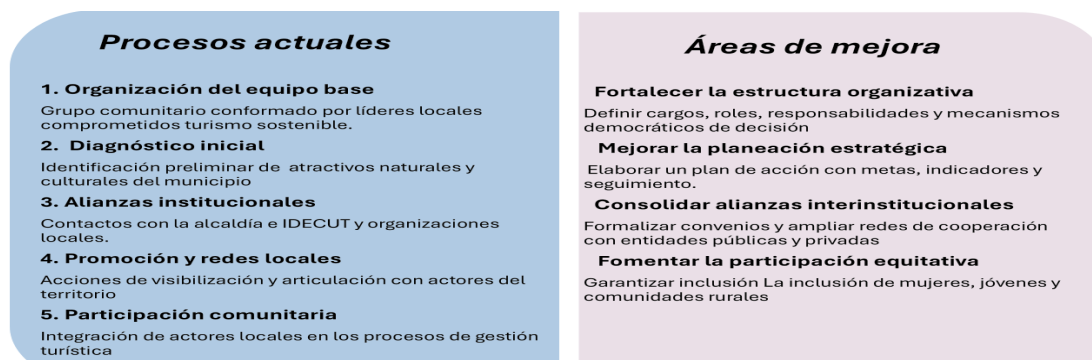 Procesos actuales
1. Organización del equipo base
Grupo comunitario conformado por líderes locales
comprometidos turismo sostenible.
2. Diagnóstico inicial
Identificación preliminar de atractivos naturales y
culturales del municipio
3. Alianzas institucionales
Contactos con la alcaldía e IDECUT y organizaciones
locales.
4. Promoción y redes locales
Acciones de visibilización y articulación con actores del
territorio
5. Participación comunitaria
Integración de actores locales en los procesos de gestión
turística
Áreas de mejora
Fortalecer la estructura organizativa
Definir cargos, roles, responsabilidades y mecanismos
democráticos de decisión
Mejorar la planeación estratégica
Elaborar un plan de acción con metas, indicadores y
seguimiento.
Consolidar alianzas interinstitucionales
Formalizar convenios y ampliar redes de cooperación
con entidades públicas y privadas
Fomentar la participación equitativa
Garantizar inclusión La inclusión de mujeres, jóvenes y
comunidades rurales